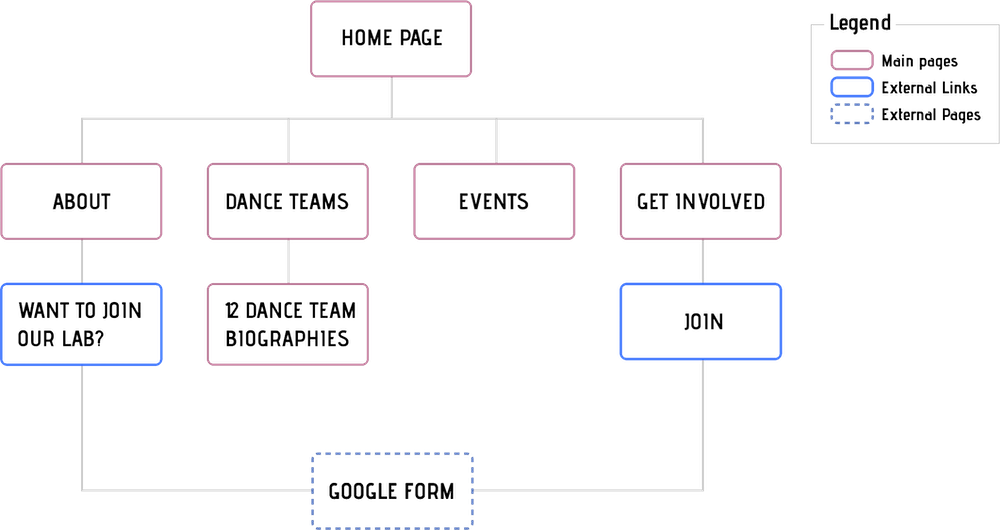 HOME PAGE
Legend
Main pages
External Links
External Pages
ABOUT
DANCE TEAMS
EVENTS
GET INVOLVED
WANT TO JOIN
OUR LAB?
12 DANCE TEAM
BIOGRAPHIES
JOIN
GOOGLE FORM